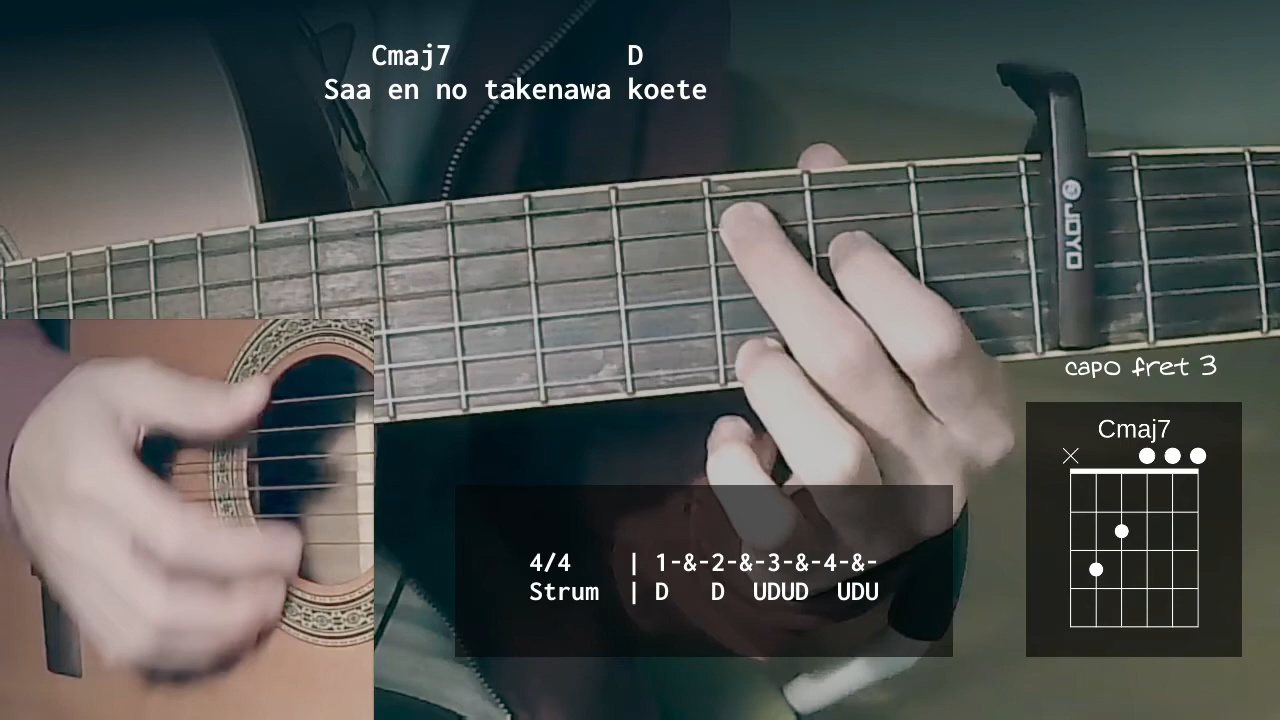 Cmaj7 D
Saa en no takenawa koete
JOYO
capo fret 3
Cmaj7
4/4 | 1-&-2-&-3-&-4-&-
Strum | D D UDUD UDU